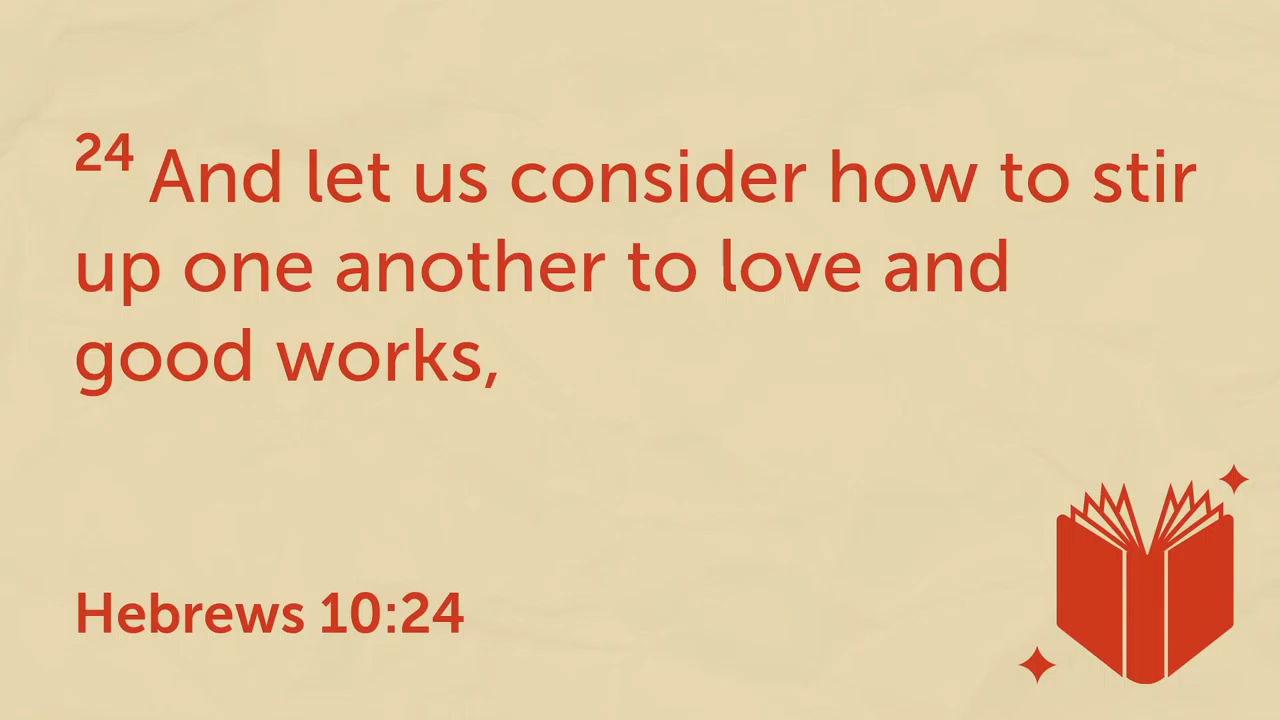 24 And let us consider how to stir
up one another to love and
good works,
Hebrews 10:24